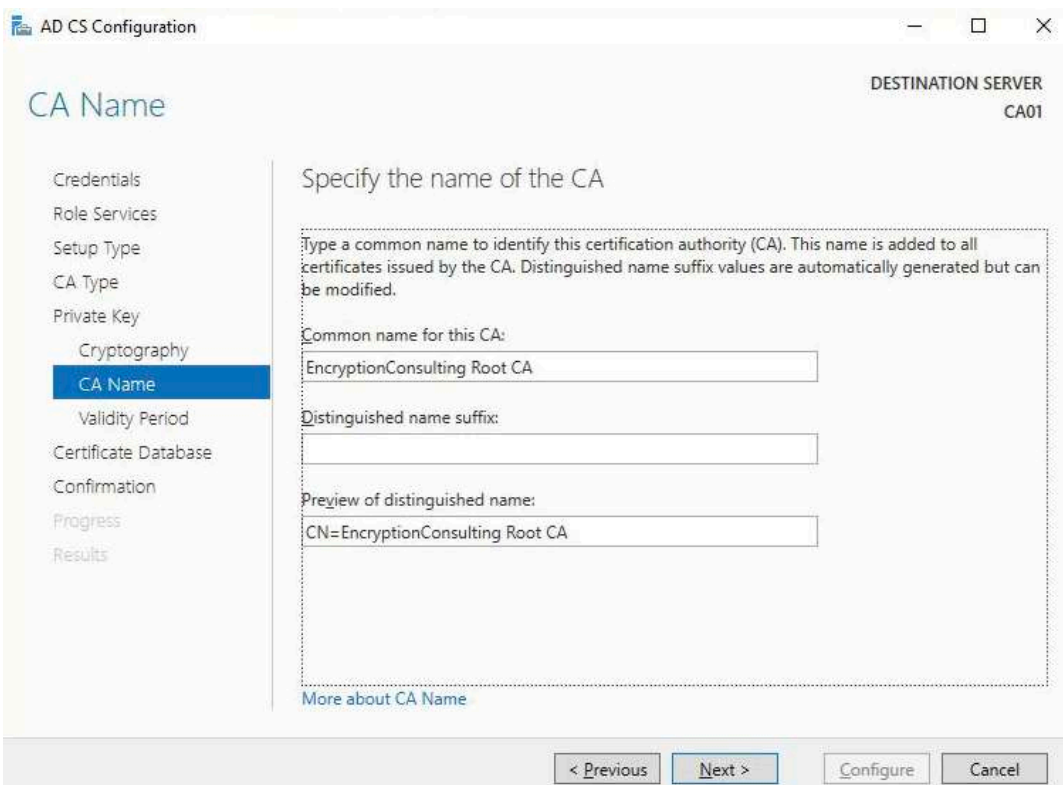 AD CS Configuration
CA Name
DESTINATION SERVER
CA01
Credentials
Role Services
Setup Type
CA Type
Private Key
Cryptography
CA Name
Validity Period
Certificate Database
Confirmation
Progress
Results
Specify the name of the CA
Type a common name to identify this certification authority (CA). This name is added to all
certificates issued by the CA. Distinguished name suffix values are automatically generated but can
be modified.
Common name for this CA:
EncryptionConsulting Root CA
Distinguished name suffix:
Preview of distinguished name:
CN=EncryptionConsulting Root CA
More about CA Name
< Previous
Next >
Configure
Cancel